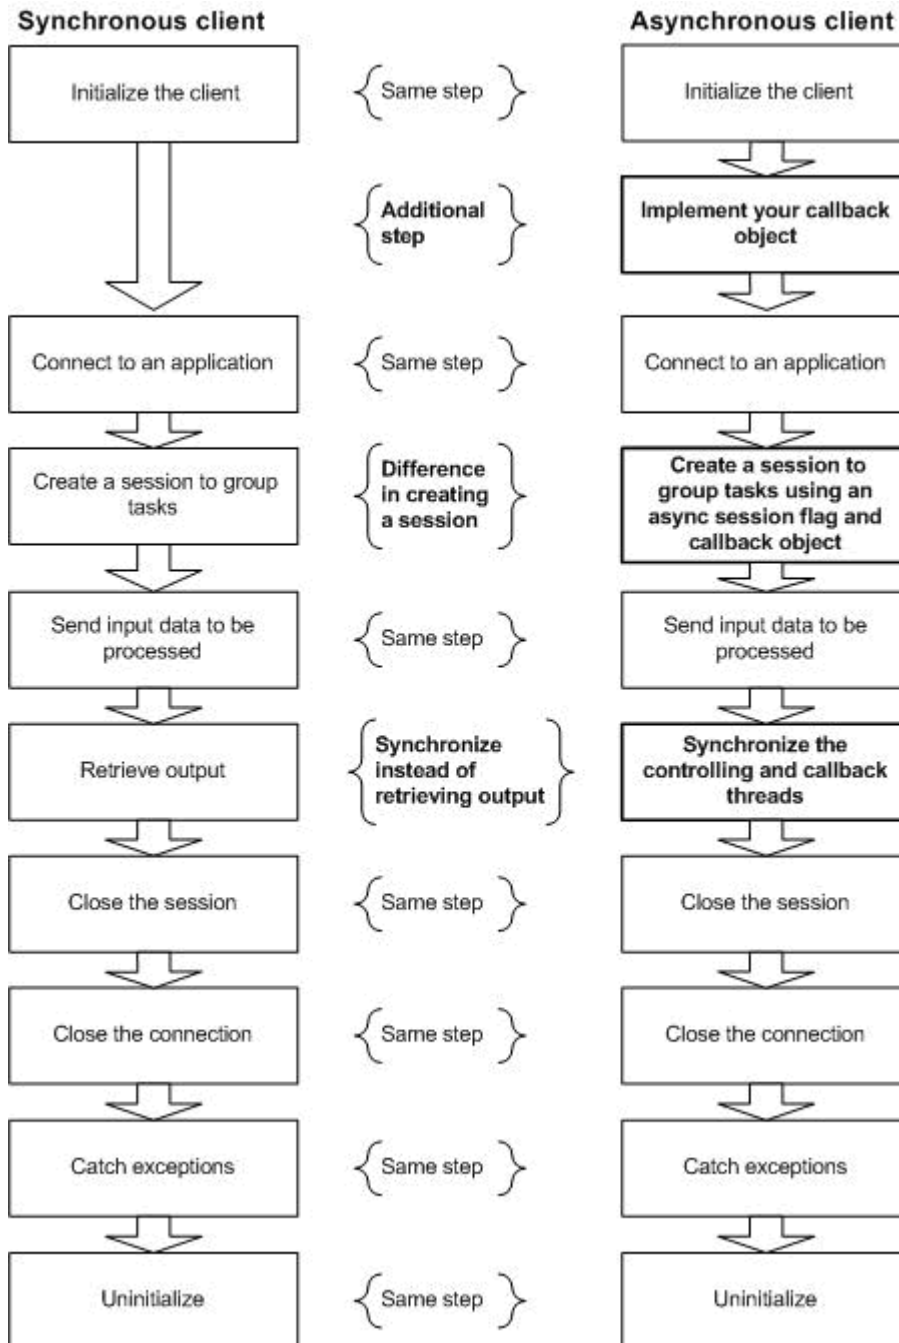 Synchronous client
Asynchronous client
Initialize the client
Same step
Initialize the client
Additional
step
Implement your callback
object
Connect to an application
Same step
Connect to an application
Create a session to group
tasks
Difference
in creating
a session
Create a session to
group tasks using an
async session flag and
callback object
Send input data to be
processed
Same step
Send input data to be
processed
Retrieve output
Synchronize
instead of
retrieving output
Synchronize the
controlling and callback
threads
Close the session
Same step
Close the session
Close the connection
Same step
Close the connection
Catch exceptions
Same step
Catch exceptions
Uninitialize
Same step
Uninitialize